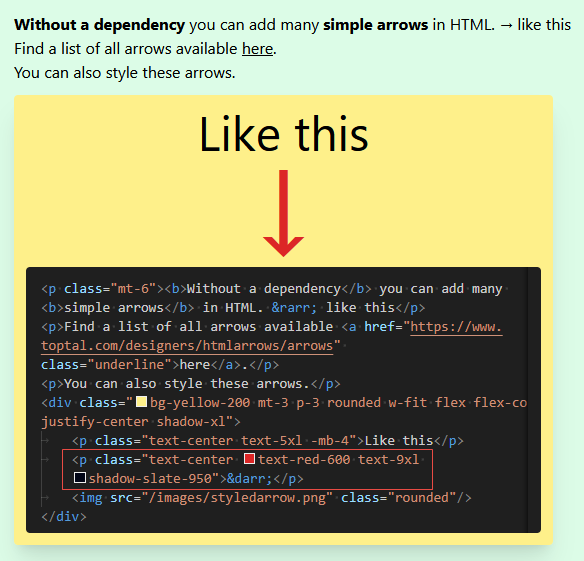 Without a dependency you can add many simple arrows in HTML. → like this
Find a list of all arrows available here.
You can also style these arrows.
Like this
<p class="mt-6"><b>Without a dependency</b> you can add many
<b>simple arrows</b> in HTML. &rarr; like this</p>
<p>Find a list of all arrows available <a href="https://www.
toptal.com/designers/htmlarrows/arrows"
class="underline">here</a>.</p>
<p>You can also style these arrows.</p>
<div class="bg-yellow-200 mt-3 p-3 rounded w-fit flex flex-co
justify-center shadow-xl">
<p class="text-center text-5xl -mb-4">Like this</p>
<p class="text-center text-red-600 text-9xl
shadow-slate-950">&darr;</p>
<img src="/images/styledarrow.png" class="rounded"/>
</div>